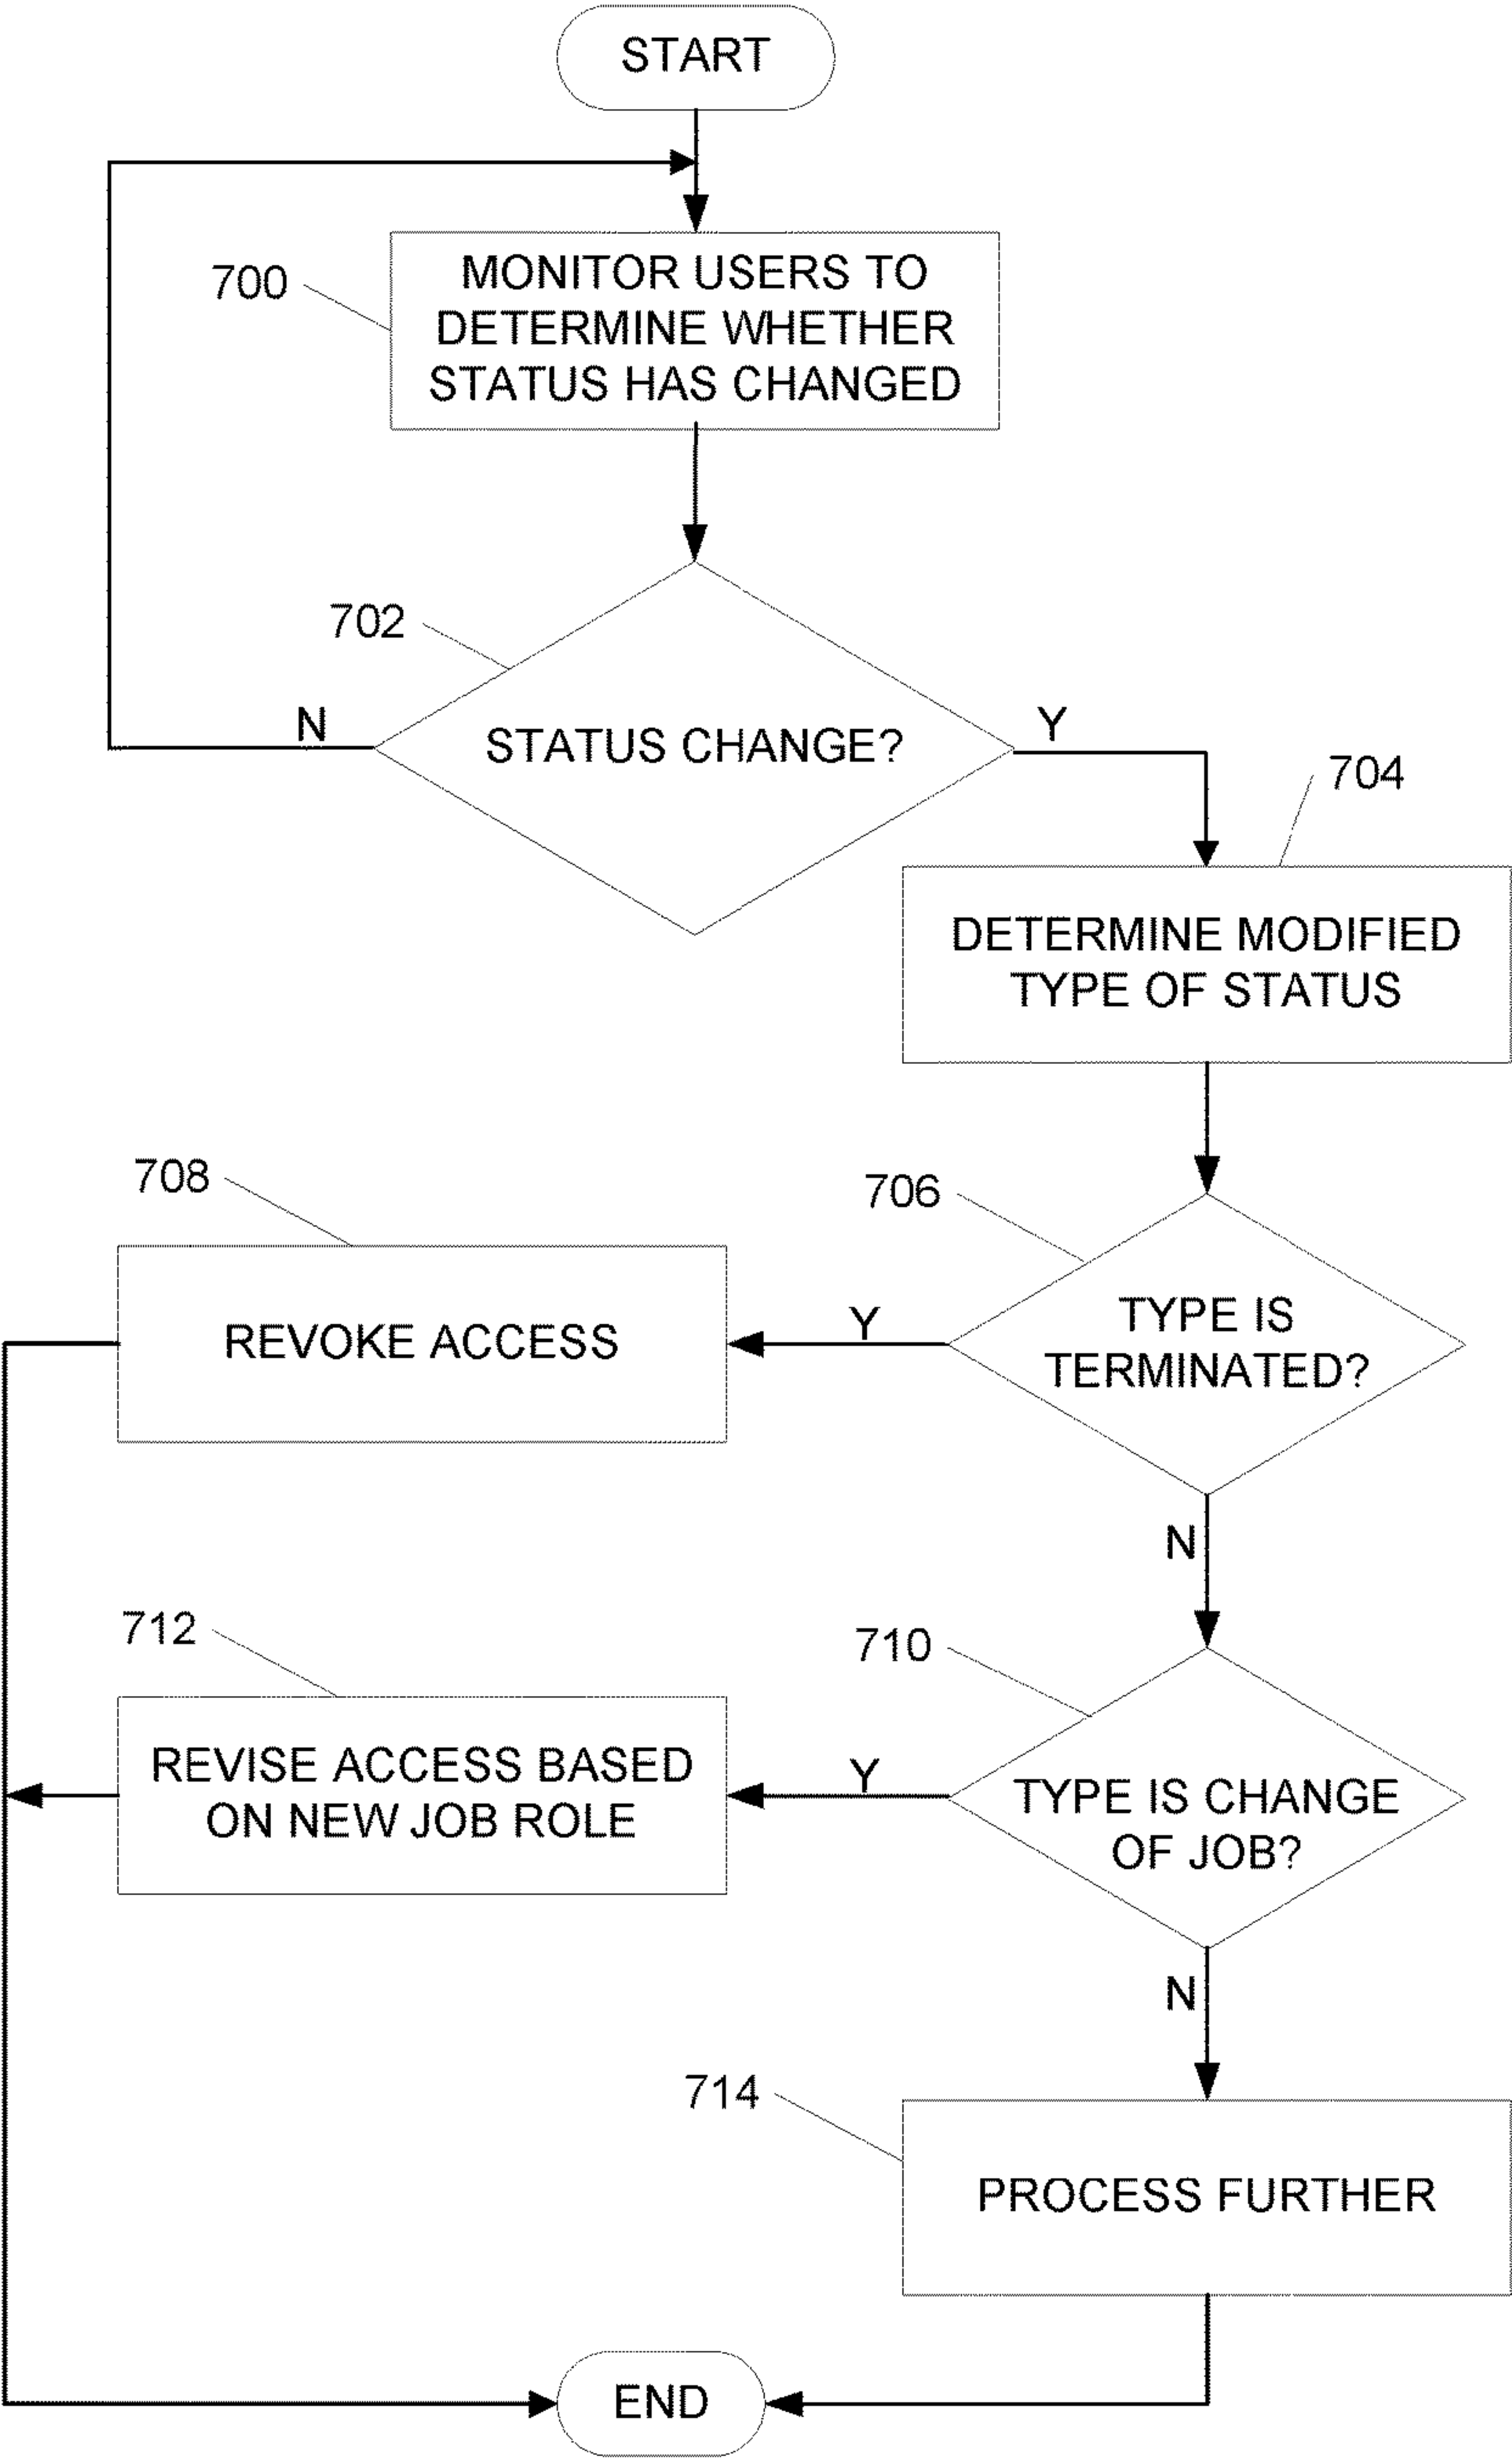 START
700
MONITOR USERS TO
DETERMINE WHETHER
STATUS HAS CHANGED
702
N
STATUS CHANGE?
Y
704
DETERMINE MODIFIED
TYPE OF STATUS
708
706
REVOKE ACCESS
Y
TYPE IS
TERMINATED?
N
712
710
REVISE ACCESS BASED
ON NEW JOB ROLE
Y
TYPE IS CHANGE
OF JOB?
N
714
PROCESS FURTHER
END